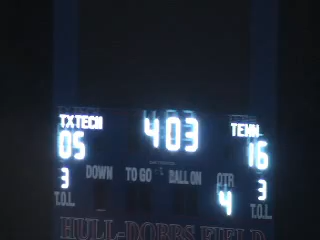 TXTECH 4 03 TENN
05 16
3 DOWN TO GO BALL ON QTR 3
T.O.L. 4 T.O.L.
HULL-DOBBS FIELD